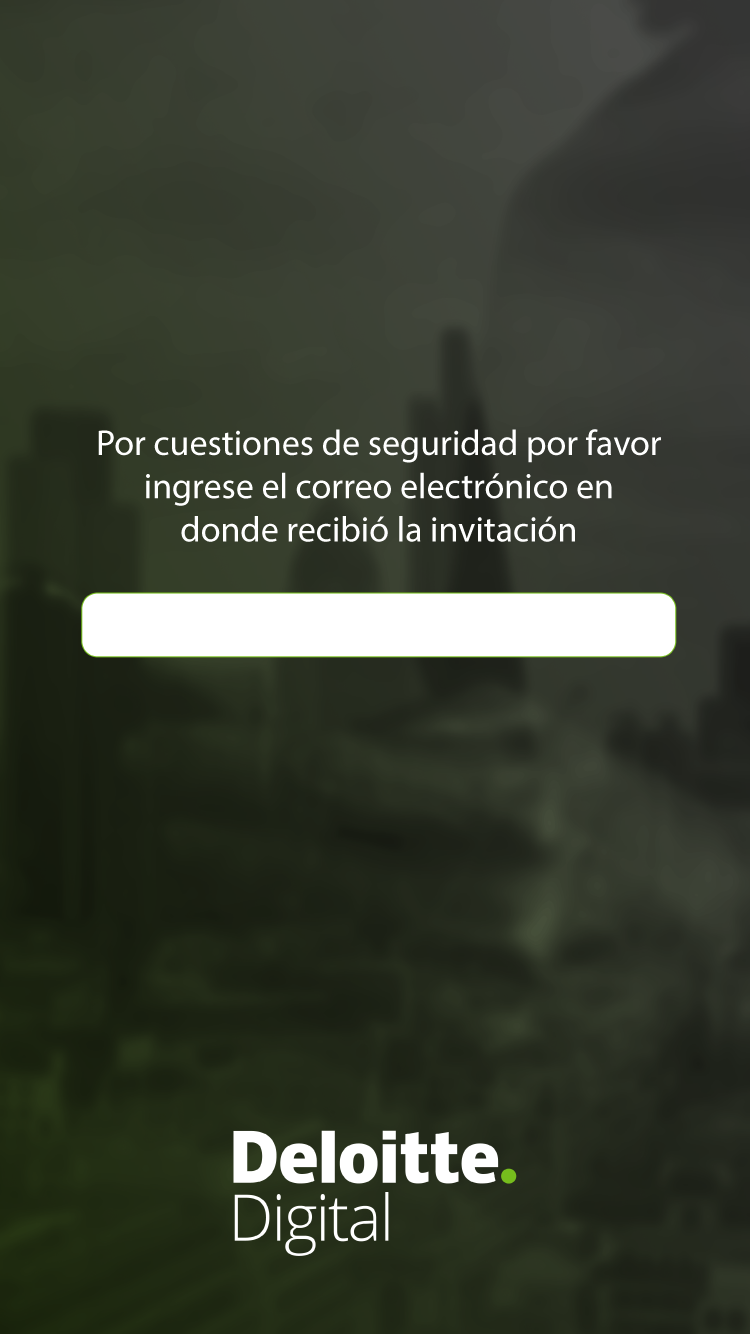 Por cuestiones de seguridad por favor
ingrese el correo electrónico en
donde recibió la invitación
Deloitte.
Digital